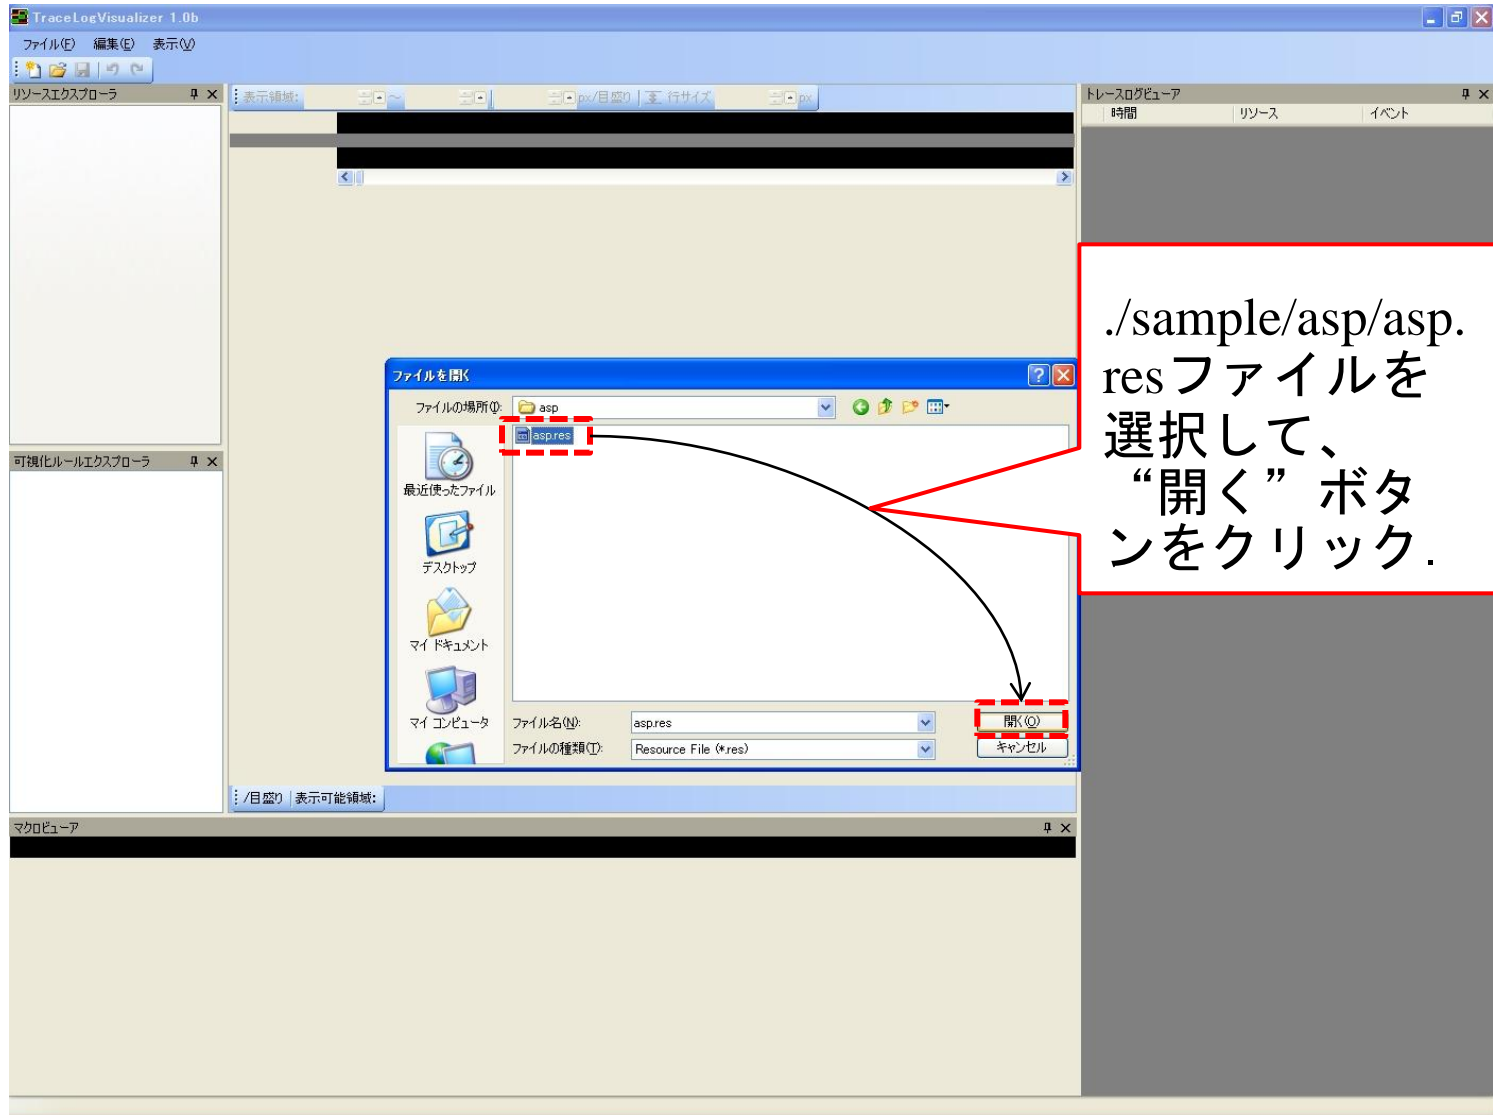 TraceLogVisualizer 1.0b
ファイル(F) 編集(E) 表示(V)
リソースエクスプローラ
表示領域: ～ px/目盛り 行サイズ px
トレースログビューア
時間 リソース イベント
./sample/asp/asp.
resファイルを
選択して、
“開く”ボタ
ンをクリック.
ファイルを開く
ファイルの場所(I): asp
asp.res
最近使ったファイル
デスクトップ
マイ ドキュメント
マイ コンピュータ
ファイル名(N): asp.res 開く(O)
ファイルの種類(T): Resource File (*.res) キャンセル
可視化ルールエクスプローラ
/目盛り 表示可能領域:
マクロビューア